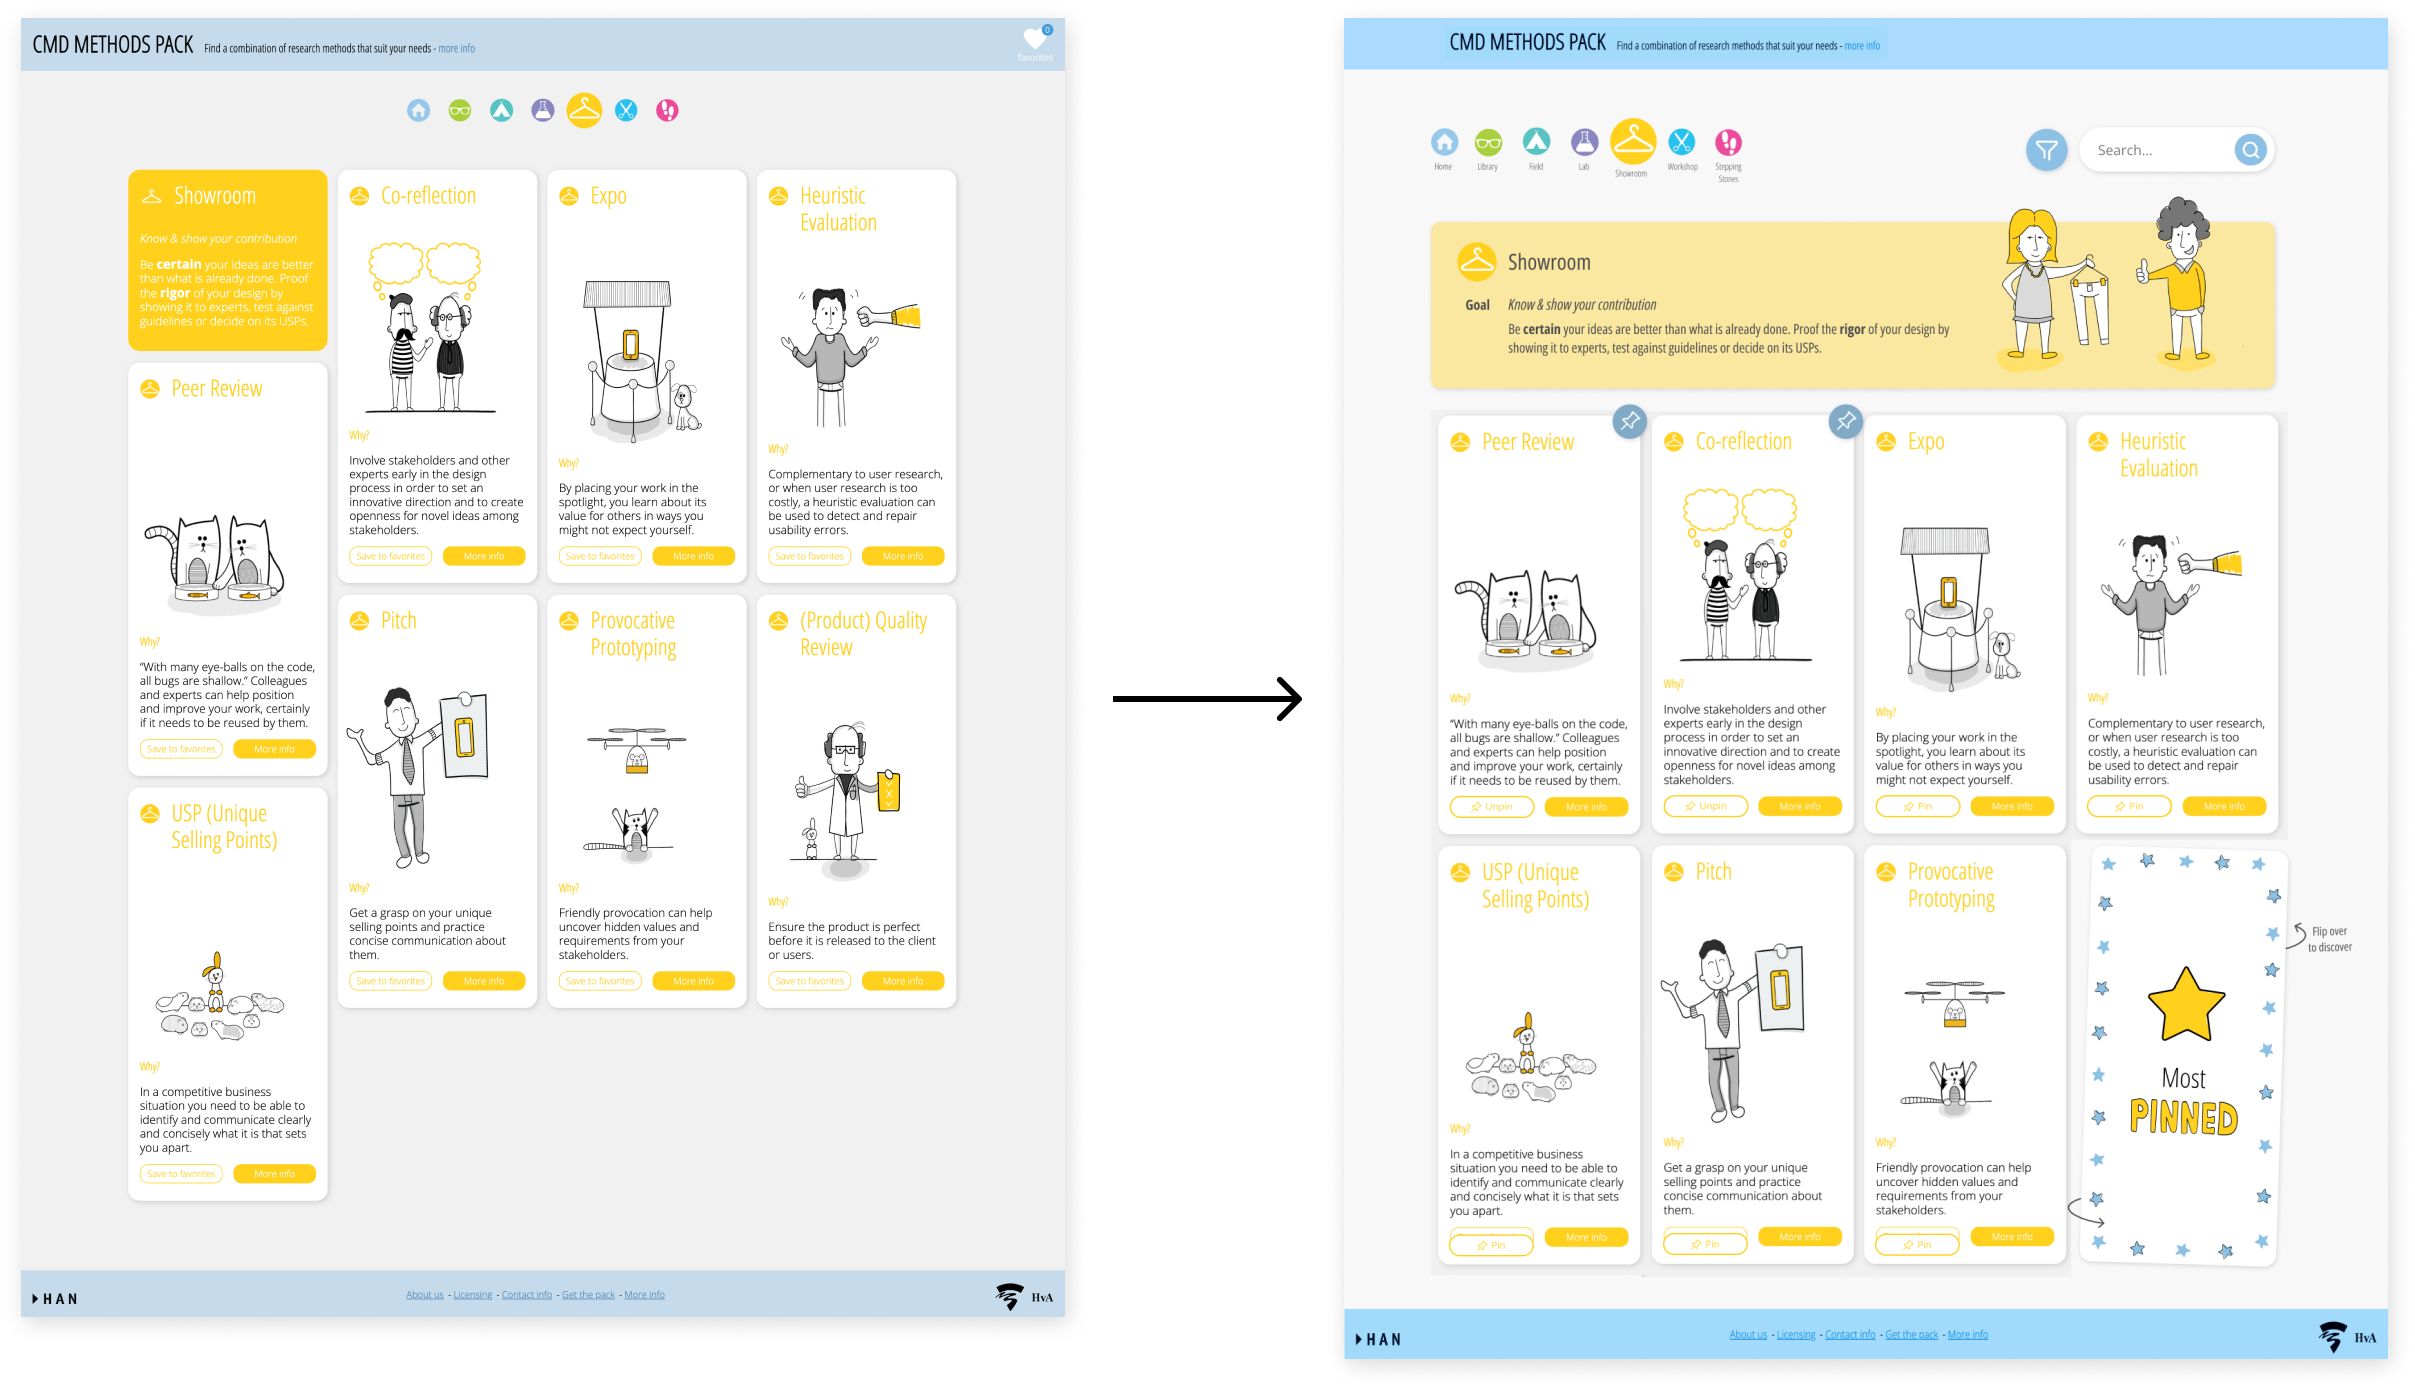 CMD METHODS PACK Find a combination of research methods that suit your needs - more info
0
favorites
Showroom
Know & show your contribution
Be certain your ideas are better
than what is already done. Proof
the rigor of your design by
showing it to experts, test against
guidelines or decide on its USPs.
Co-reflection
Why?
Involve stakeholders and other
experts early in the design
process in order to set an
innovative direction and to create
openness for novel ideas among
stakeholders.
Save to favorites More info
Expo
Why?
By placing your work in the
spotlight, you learn about its
value for others in ways you
might not expect yourself.
Save to favorites More info
Heuristic
Evaluation
Why?
Complementary to user research,
or when user research is too
costly, a heuristic evaluation can
be used to detect and repair
usability errors.
Save to favorites More info
Peer Review
Why?
"With many eye-balls on the code,
all bugs are shallow." Colleagues
and experts can help position
and improve your work, certainly
if it needs to be reused by them.
Save to favorites More info
Pitch
Why?
Get a grasp on your unique
selling points and practice
concise communication about
them.
Save to favorites More info
Provocative
Prototyping
Why?
Friendly provocation can help
uncover hidden values and
requirements from your
stakeholders.
Save to favorites More info
(Product) Quality
Review
Why?
Ensure the product is perfect
before it is released to the client
or users.
Save to favorites More info
USP (Unique
Selling Points)
Why?
In a competitive business
situation you need to be able to
identify and communicate clearly
and concisely what it is that sets
you apart.
Save to favorites More info
HAN
About us - Licensing - Contact info - Get the pack - More info
HvA
CMD METHODS PACK Find a combination of research methods that suit your needs - more info
Home
Library
Field
Lab
Showroom
Workshop
Stepping
Stones
Search...
Showroom
Goal Know & show your contribution
Be certain your ideas are better than what is already done. Proof the rigor of your design by
showing it to experts, test against guidelines or decide on its USPs.
Peer Review
Why?
"With many eye-balls on the code,
all bugs are shallow." Colleagues
and experts can help position
and improve your work, certainly
if it needs to be reused by them.
Unpin More info
Co-reflection
Why?
Involve stakeholders and other
experts early in the design
process in order to set an
innovative direction and to create
openness for novel ideas among
stakeholders.
Unpin More info
Expo
Why?
By placing your work in the
spotlight, you learn about its
value for others in ways you
might not expect yourself.
Pin More info
Heuristic
Evaluation
Why?
Complementary to user research,
or when user research is too
costly, a heuristic evaluation can
be used to detect and repair
usability errors.
Pin More info
USP (Unique
Selling Points)
Why?
In a competitive business
situation you need to be able to
identify and communicate clearly
and concisely what it is that sets
you apart.
Pin More info
Pitch
Why?
Get a grasp on your unique
selling points and practice
concise communication about
them.
Pin More info
Provocative
Prototyping
Why?
Friendly provocation can help
uncover hidden values and
requirements from your
stakeholders.
Pin More info
Most
PINNED
Flip over
to discover
HAN
About us - Licensing - Contact info - Get the pack - More info
HvA